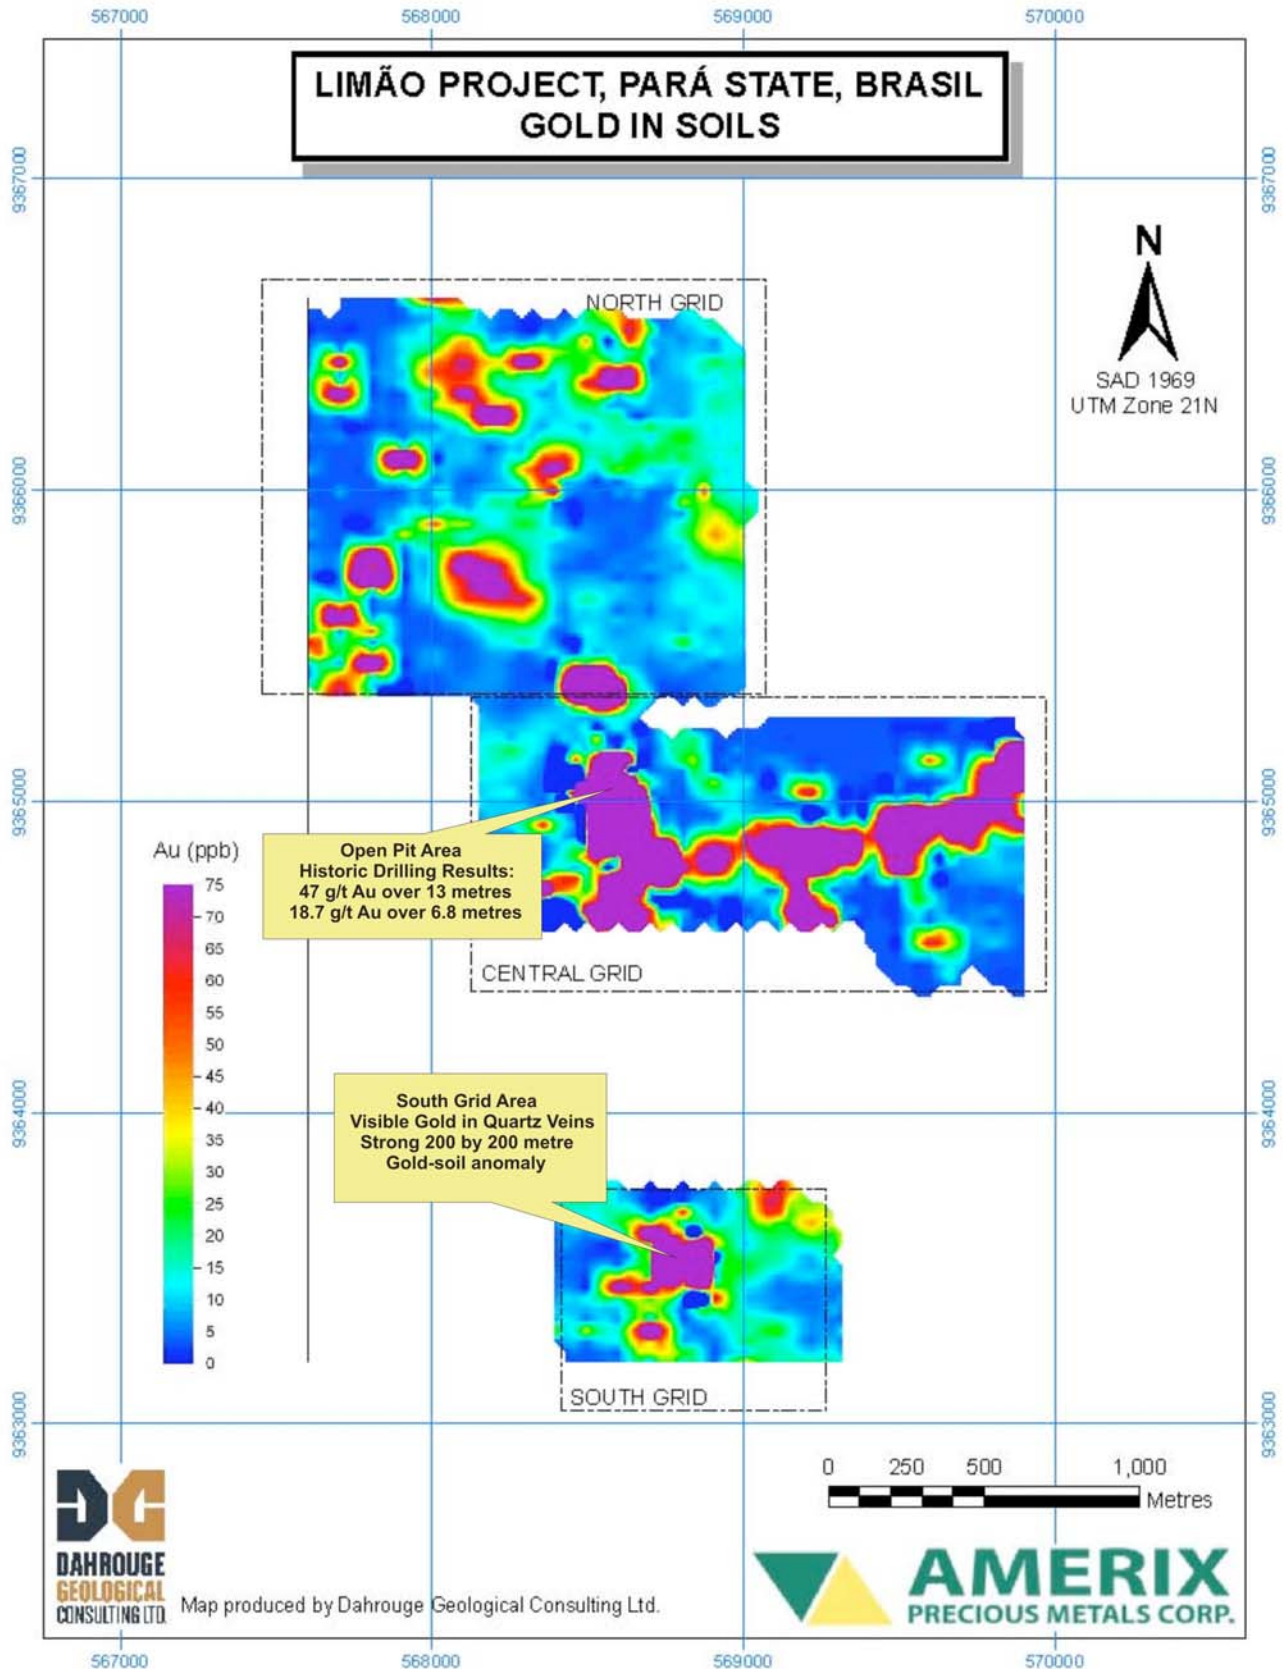 567000
568000
569000
570000
LIMÃO PROJECT, PARÁ STATE, BRASIL
GOLD IN SOILS
9367000
9367000
N
SAD 1969
UTM Zone 21N
NORTH GRID
9366000
9366000
9365000
9365000
Open Pit Area
Historic Drilling Results:
47 g/t Au over 13 metres
18.7 g/t Au over 6.8 metres
CENTRAL GRID
Au (ppb)
75
70
65
60
55
50
45
40
35
30
25
20
15
10
5
0
9364000
9364000
South Grid Area
Visible Gold in Quartz Veins
Strong 200 by 200 metre
Gold-soil anomaly
SOUTH GRID
9363000
9363000
0 250 500 1,000
Metres
DAHROUGE
GEOLOGICAL
CONSULTING LTD.
Map produced by Dahrouge Geological Consulting Ltd.
AMERIX
PRECIOUS METALS CORP.
567000
568000
569000
570000